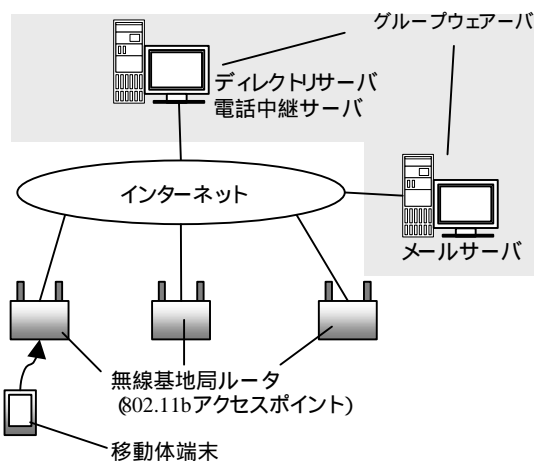 グループウェアーバ
ディレクトリサーバ
電話中継サーバ
インターネット
メールサーバ
無線基地局ルータ
(802.11bアクセスポイント)
移動体端末